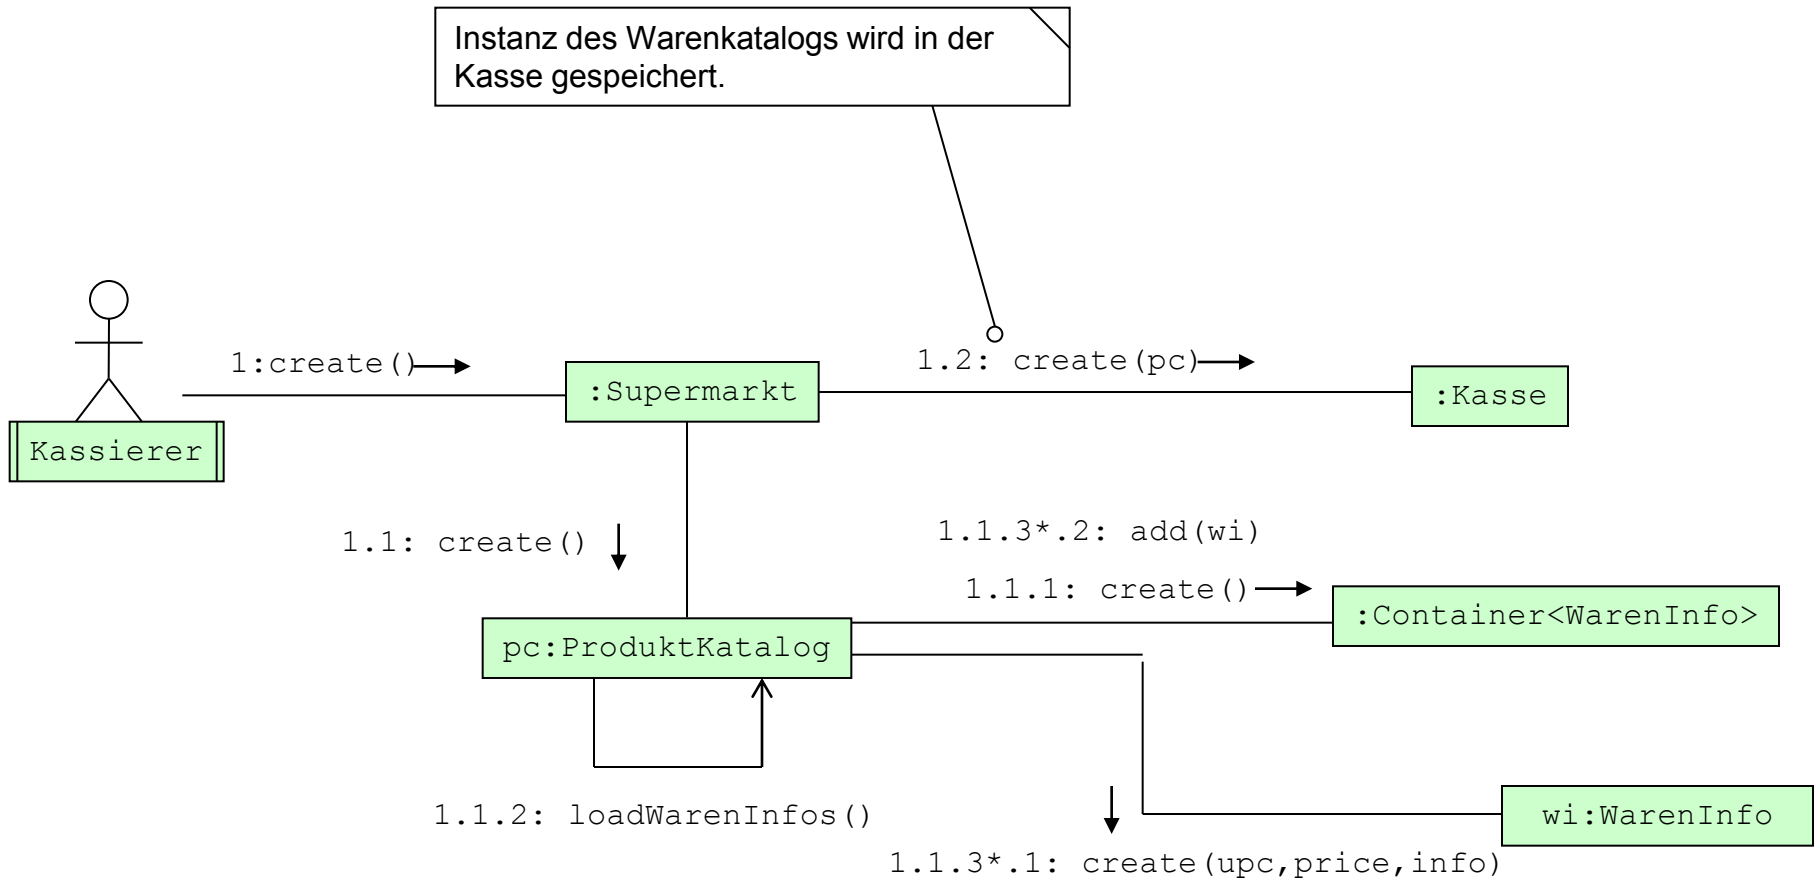 Instanz des Warenkatalogs wird in der
Kasse gespeichert.
1:create()
1.2: create(pc)
:Supermarkt
:Kasse
Kassierer
1.1: create()
1.1.3*.2: add(wi)
1.1.1: create()
:Container<WarenInfo>
pc:ProduktKatalog
1.1.2: loadWarenInfos()
wi:WarenInfo
1.1.3*.1: create(upc,price,info)